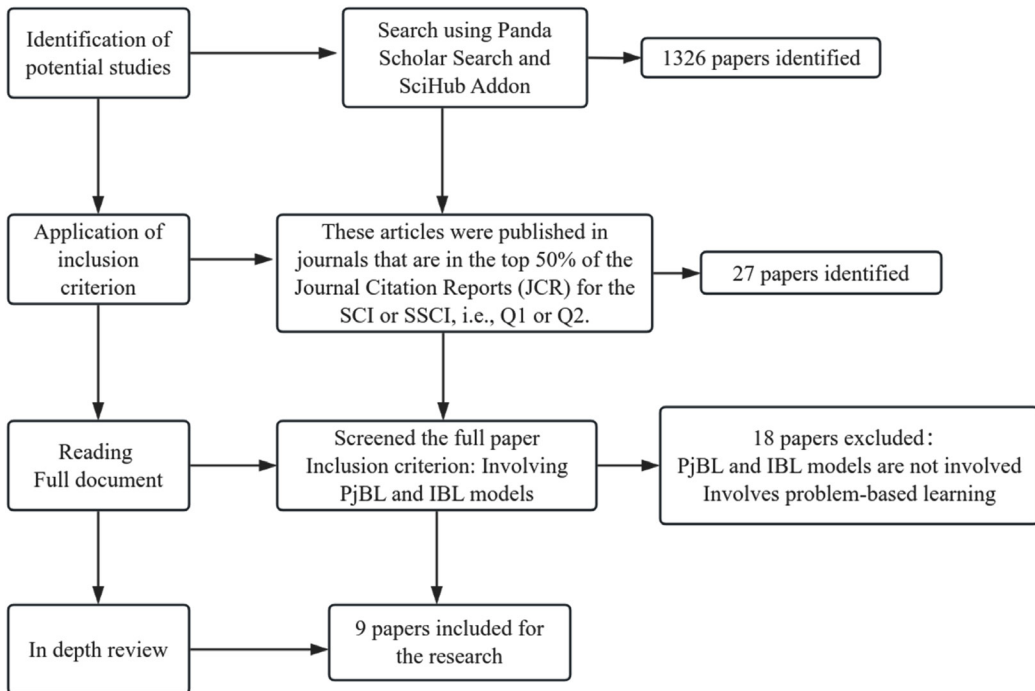 Identification of
potential studies
Search using Panda
Scholar Search and
SciHub Addon
1326 papers identified
Application of
inclusion
criterion
These articles were published in
journals that are in the top 50% of the
Journal Citation Reports (JCR) for the
SCI or SSCI, i.e., Q1 or Q2.
27 papers identified
Reading
Full document
Screened the full paper
Inclusion criterion: Involving
PjBL and IBL models
18 papers excluded：
PjBL and IBL models are not involved
Involves problem-based learning
In depth review
9 papers included for
the research